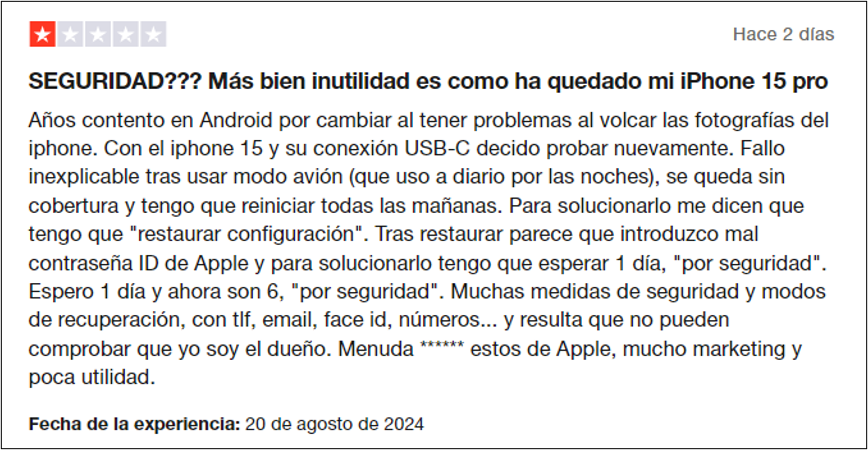 Hace 2 días
SEGURIDAD??? Más bien inutilidad es como ha quedado mi iPhone 15 pro
Años contento en Android por cambiar al tener problemas al volcar las fotografías del
iphone. Con el iphone 15 y su conexión USB-C decido probar nuevamente. Fallo
inexplicable tras usar modo avión (que uso a diario por las noches), se queda sin
cobertura y tengo que reiniciar todas las mañanas. Para solucionarlo me dicen que
tengo que "restaurar configuración". Tras restaurar parece que introduzco mal
contraseña ID de Apple y para solucionarlo tengo que esperar 1 día, "por seguridad".
Espero 1 día y ahora son 6, "por seguridad". Muchas medidas de seguridad y modos
de recuperación, con tlf, email, face id, números... y resulta que no pueden
comprobar que yo soy el dueño. Menuda ****** estos de Apple, mucho marketing y
poca utilidad.
Fecha de la experiencia: 20 de agosto de 2024